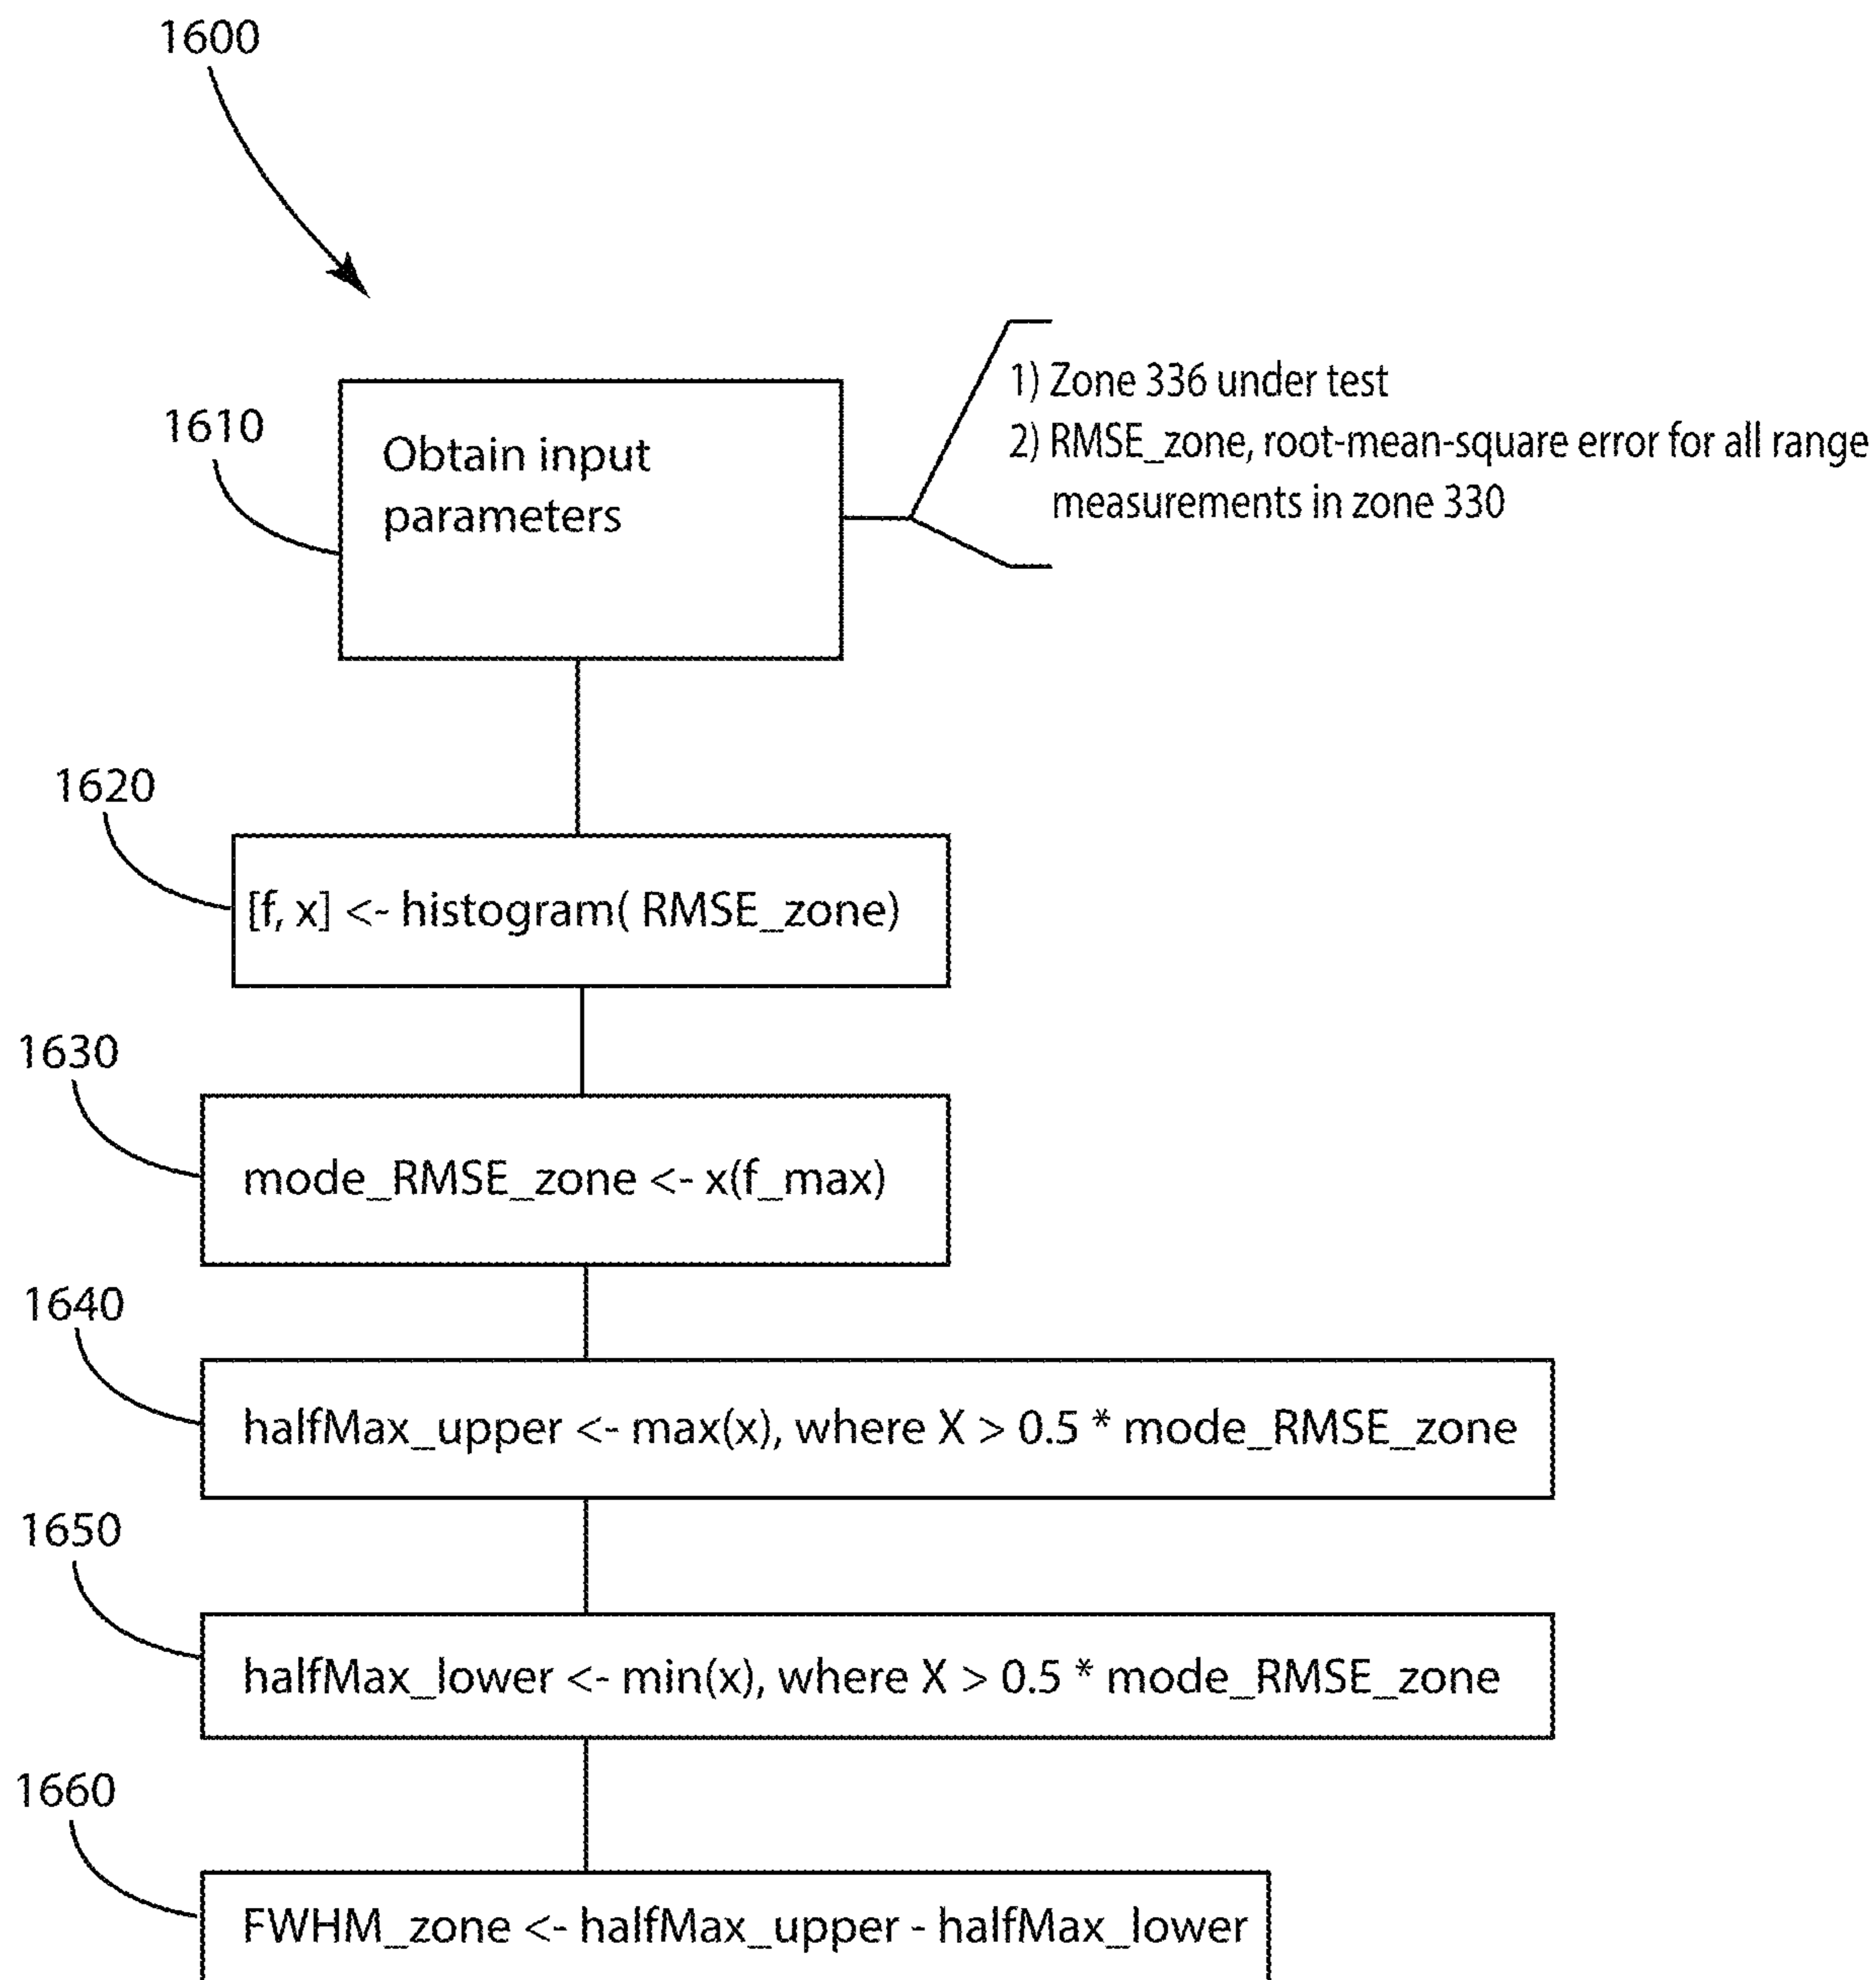 1600
1610
Obtain input
parameters
1) Zone 336 under test
2) RMSE_zone, root-mean-square error for all range
measurements in zone 330
1620
[f, x] <- histogram( RMSE_zone)
1630
mode_RMSE_zone <- x(f_max)
1640
halfMax_upper <- max(x), where X > 0.5 * mode_RMSE_zone
1650
halfMax_lower <- min(x), where X > 0.5 * mode_RMSE_zone
1660
FWHM_zone <- halfMax_upper - halfMax_lower